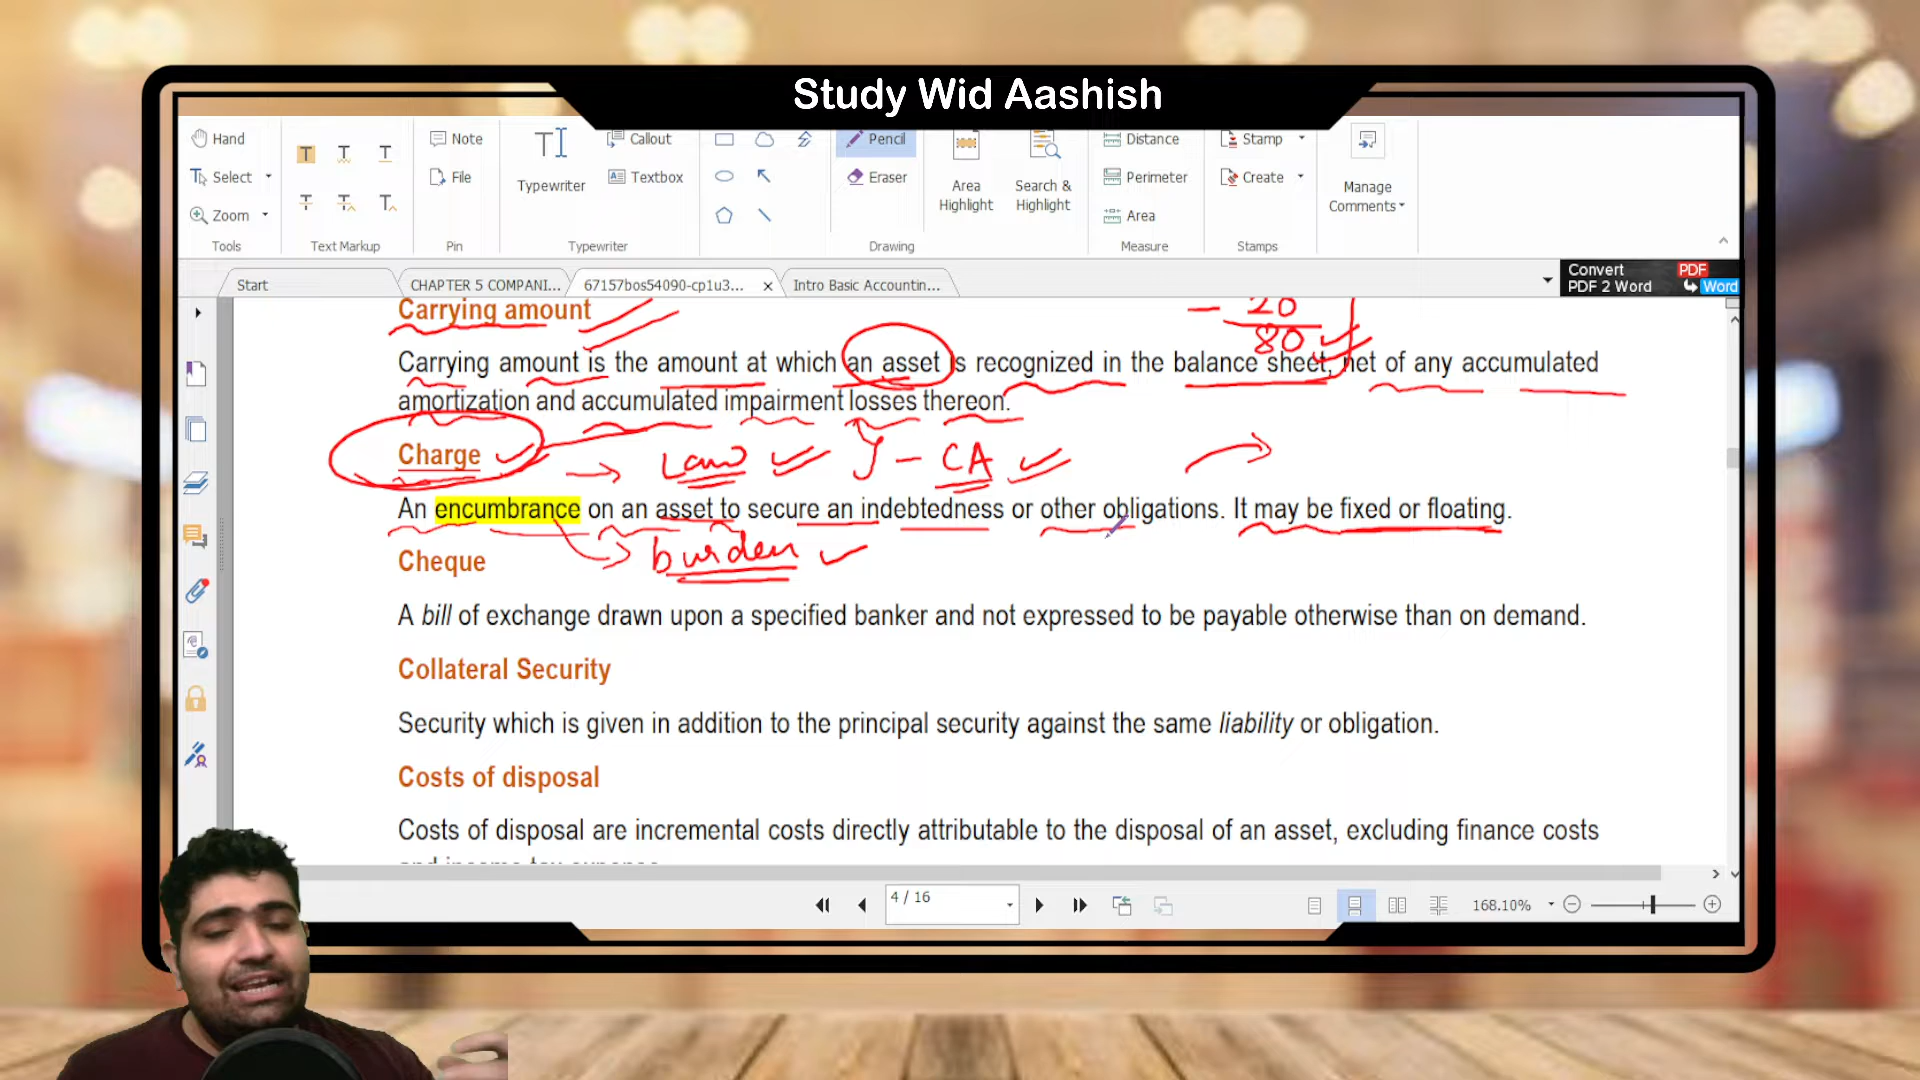 Study Wid Aashish
Hand
Select
Zoom
Tools
Text Markup
Note
File
Pin
Typewriter
Callout
Textbox
Typewriter
Pencil
Eraser
Drawing
Area
Highlight
Search &
Highlight
Distance
Perimeter
Area
Measure
Stamp
Create
Stamps
Manage
Comments
Start
CHAPTER 5 COMPANI...
67157bos54090-cp1u3...
Intro Basic Accountin...
Convert PDF
PDF 2 Word Word
Carrying amount
- 20
80
Carrying amount is the amount at which an asset is recognized in the balance sheet, net of any accumulated
amortization and accumulated impairment losses thereon.
Charge
Law
J - CA
An encumbrance on an asset to secure an indebtedness or other obligations. It may be fixed or floating.
burden
Cheque
A bill of exchange drawn upon a specified banker and not expressed to be payable otherwise than on demand.
Collateral Security
Security which is given in addition to the principal security against the same liability or obligation.
Costs of disposal
Costs of disposal are incremental costs directly attributable to the disposal of an asset, excluding finance costs
and income tax expense.
4 / 16
168.10%